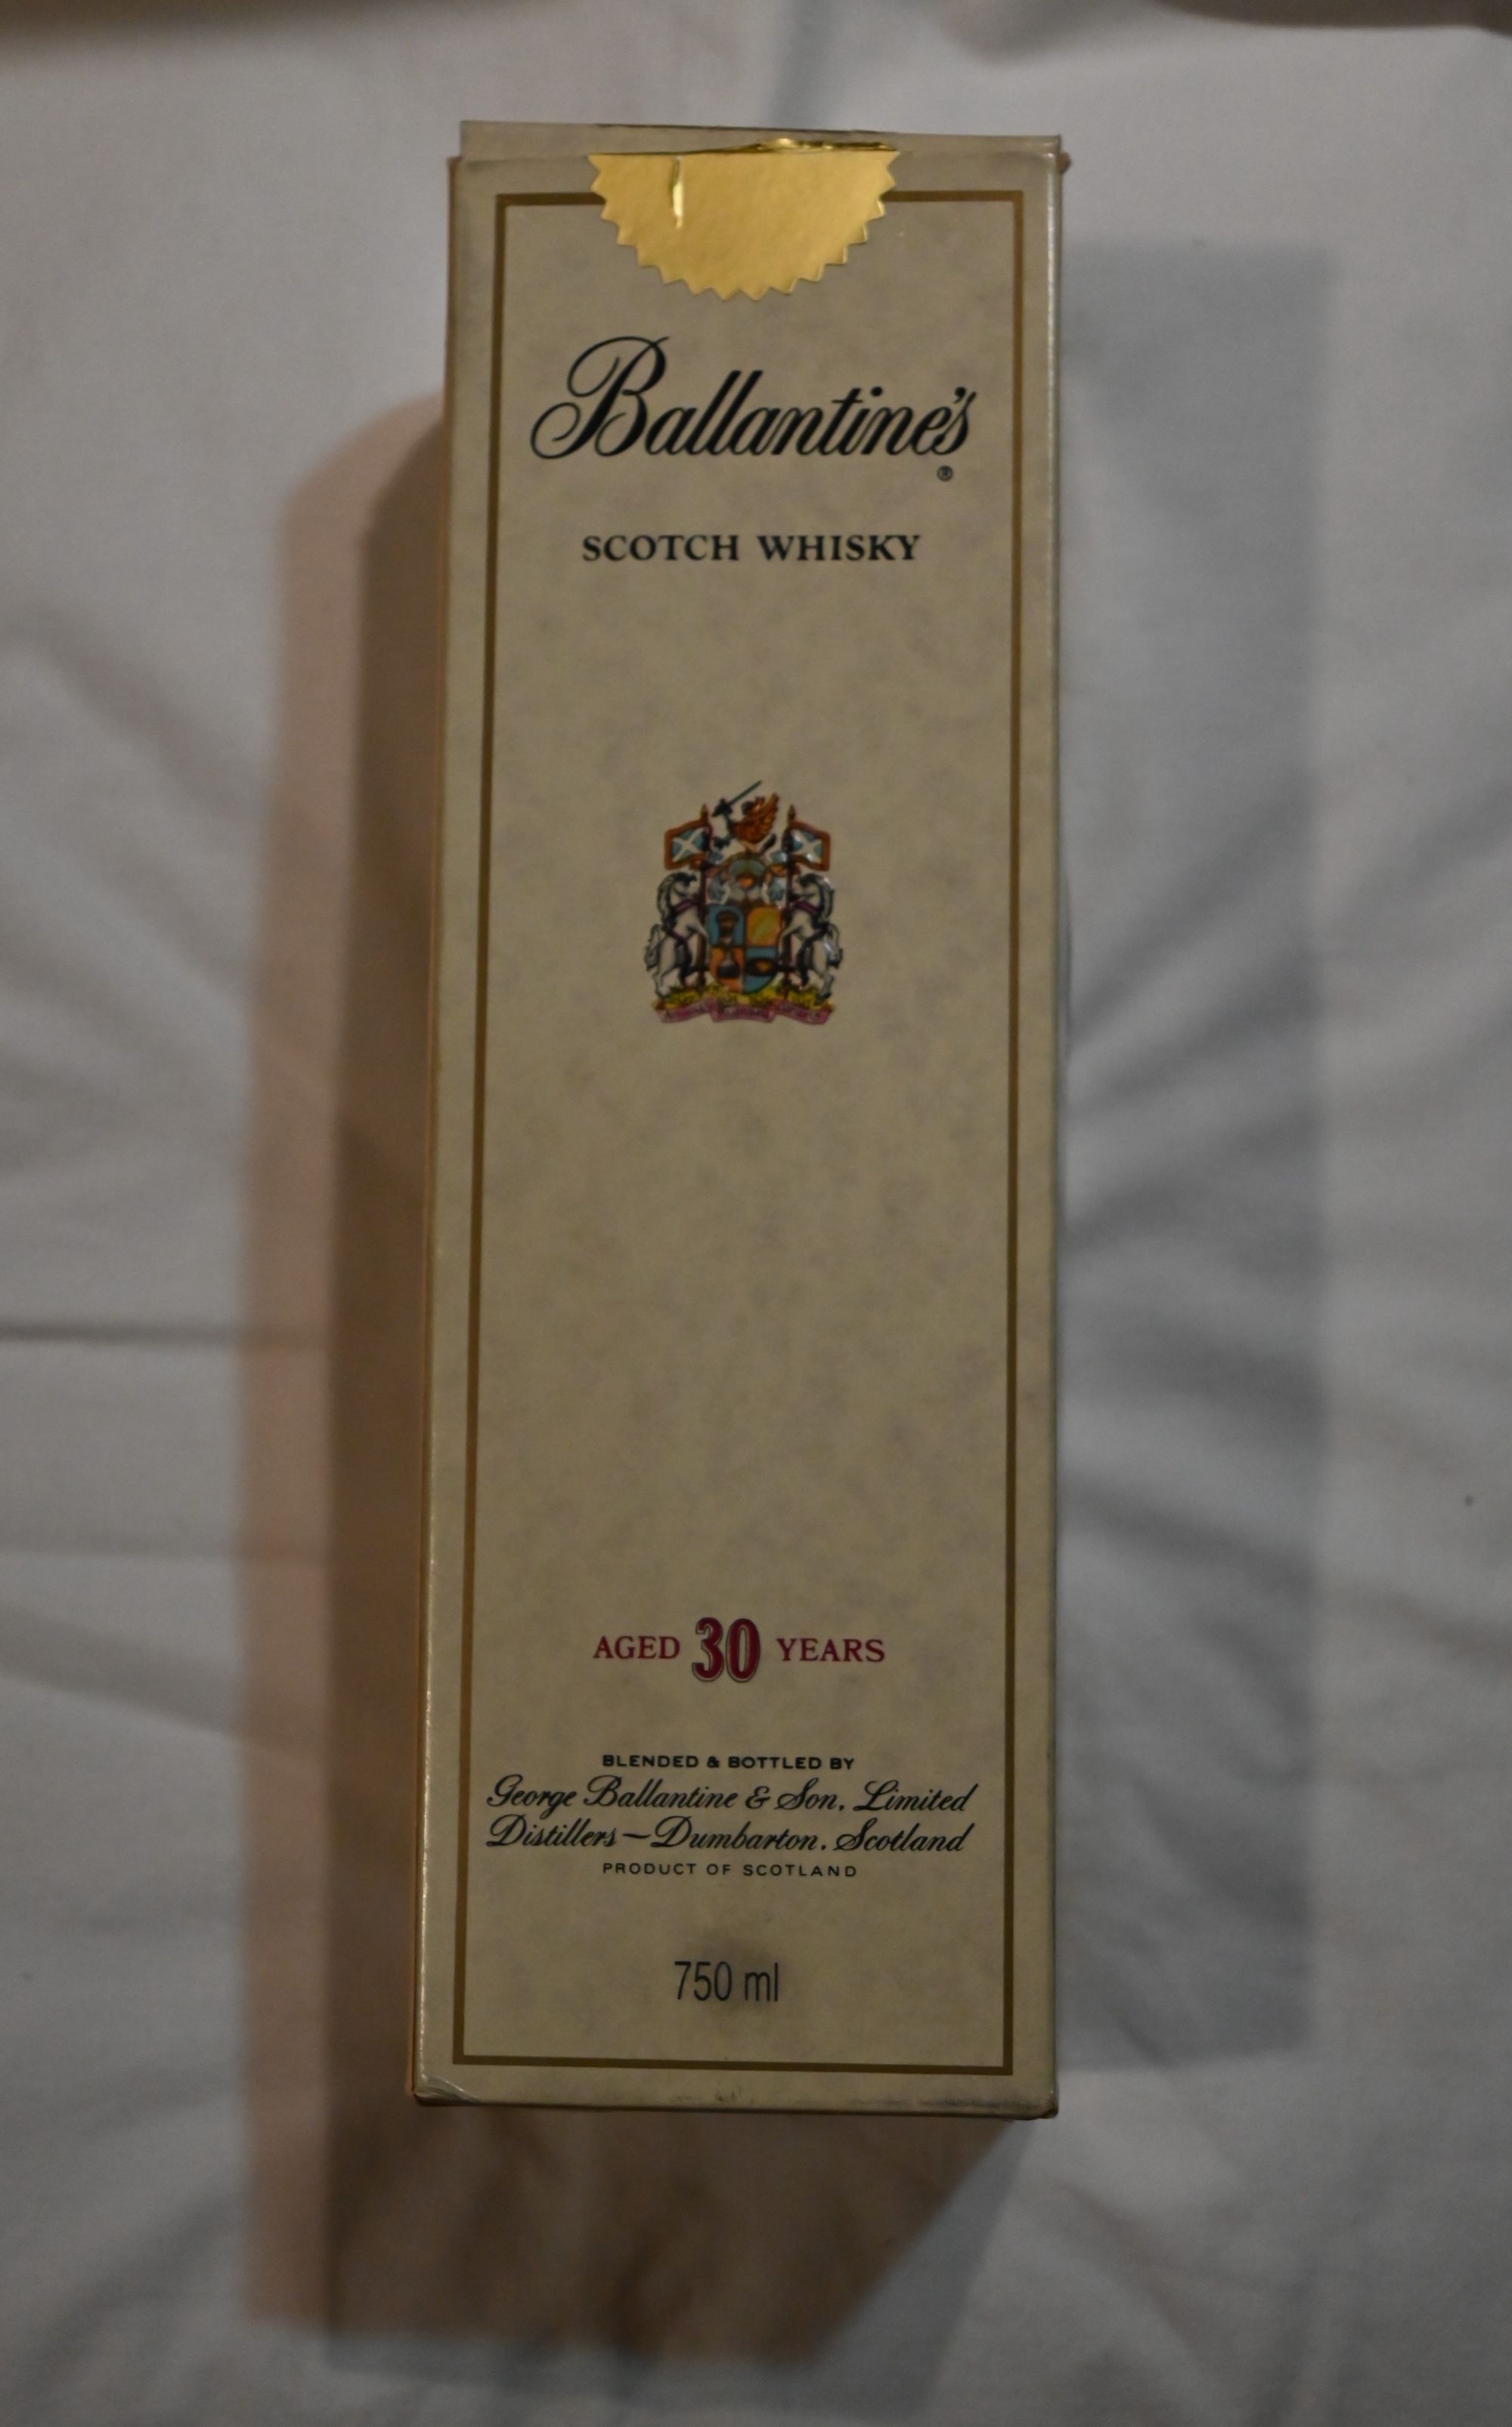 Ballantine's
®
SCOTCH WHISKY
AGED 30 YEARS
BLENDED & BOTTLED BY
George Ballantine & Son, Limited
Distillers – Dumbarton, Scotland
PRODUCT OF SCOTLAND
750 ml